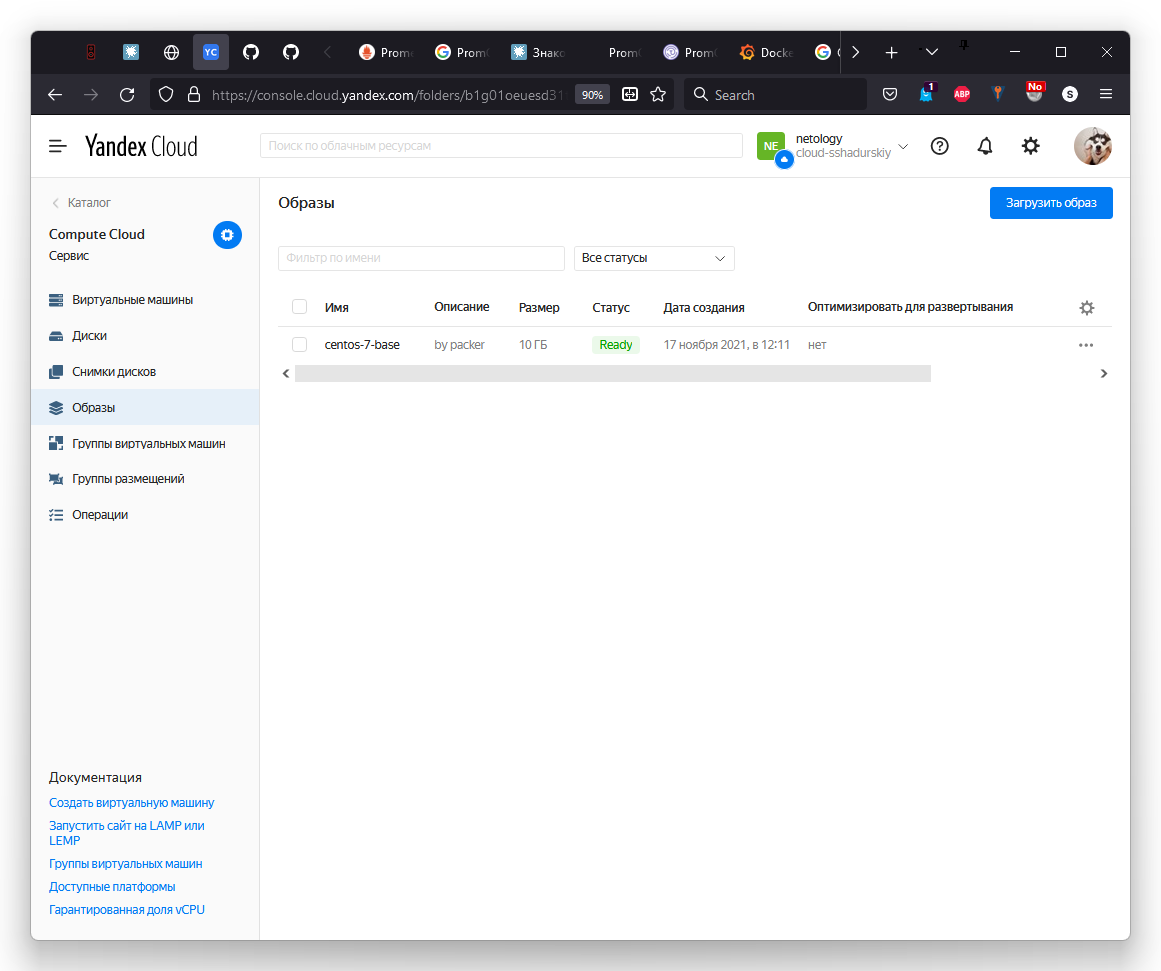 YC
Prom
Prom
Знако
Prom
Prom
Docke
https://console.cloud.yandex.com/folders/b1g01oeuesd31
90%
Search
1
ABP
No
S
Yandex Cloud
Поиск по облачным ресурсам
NE
netology
cloud-sshadurskiy
Каталог
Compute Cloud
Сервис
Виртуальные машины
Диски
Снимки дисков
Образы
Группы виртуальных машин
Группы размещений
Операции
Документация
Создать виртуальную машину
Запустить сайт на LAMP или
LEMP
Группы виртуальных машин
Доступные платформы
Гарантированная доля vCPU
Образы
Загрузить образ
Фильтр по имени
Все статусы
Имя Описание Размер Статус Дата создания Оптимизировать для развертывания
centos-7-base by packer 10 ГБ Ready 17 ноября 2021, в 12:11 нет